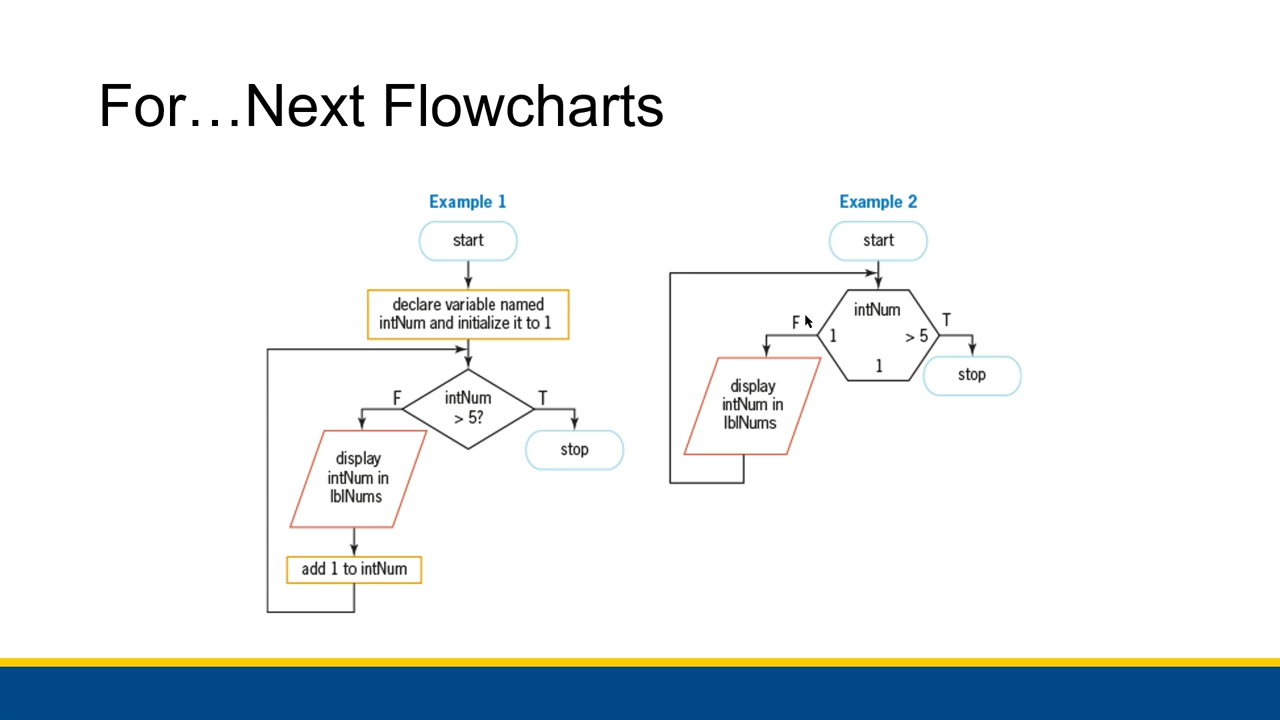 For…Next Flowcharts
Example 1
start
declare variable named
intNum and initialize it to 1
intNum
> 5?
F
T
display
intNum in
lblNums
stop
add 1 to intNum
Example 2
start
intNum
1
> 5
1
F
T
display
intNum in
lblNums
stop